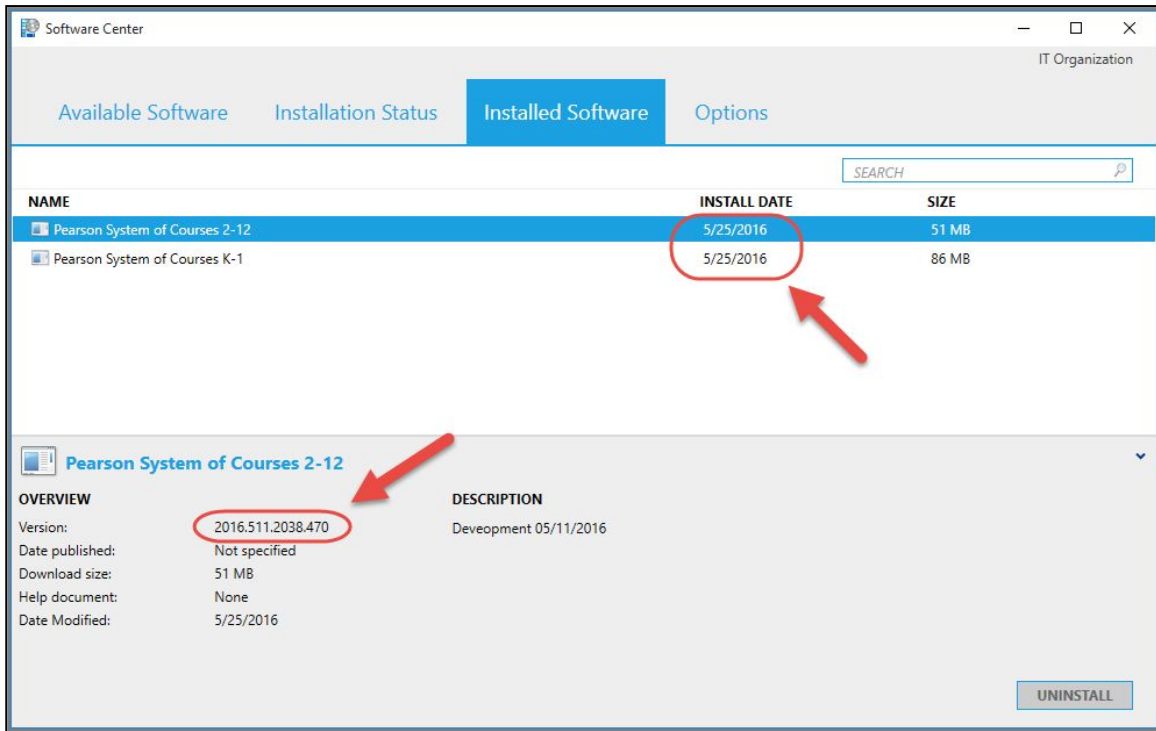 Software Center
IT Organization
Available Software Installation Status Installed Software Options
SEARCH
NAME INSTALL DATE SIZE
Pearson System of Courses 2-12 5/25/2016 51 MB
Pearson System of Courses K-1 5/25/2016 86 MB
Pearson System of Courses 2-12
OVERVIEW DESCRIPTION
Version: 2016.511.2038.470 Deveopment 05/11/2016
Date published: Not specified
Download size: 51 MB
Help document: None
Date Modified: 5/25/2016
UNINSTALL